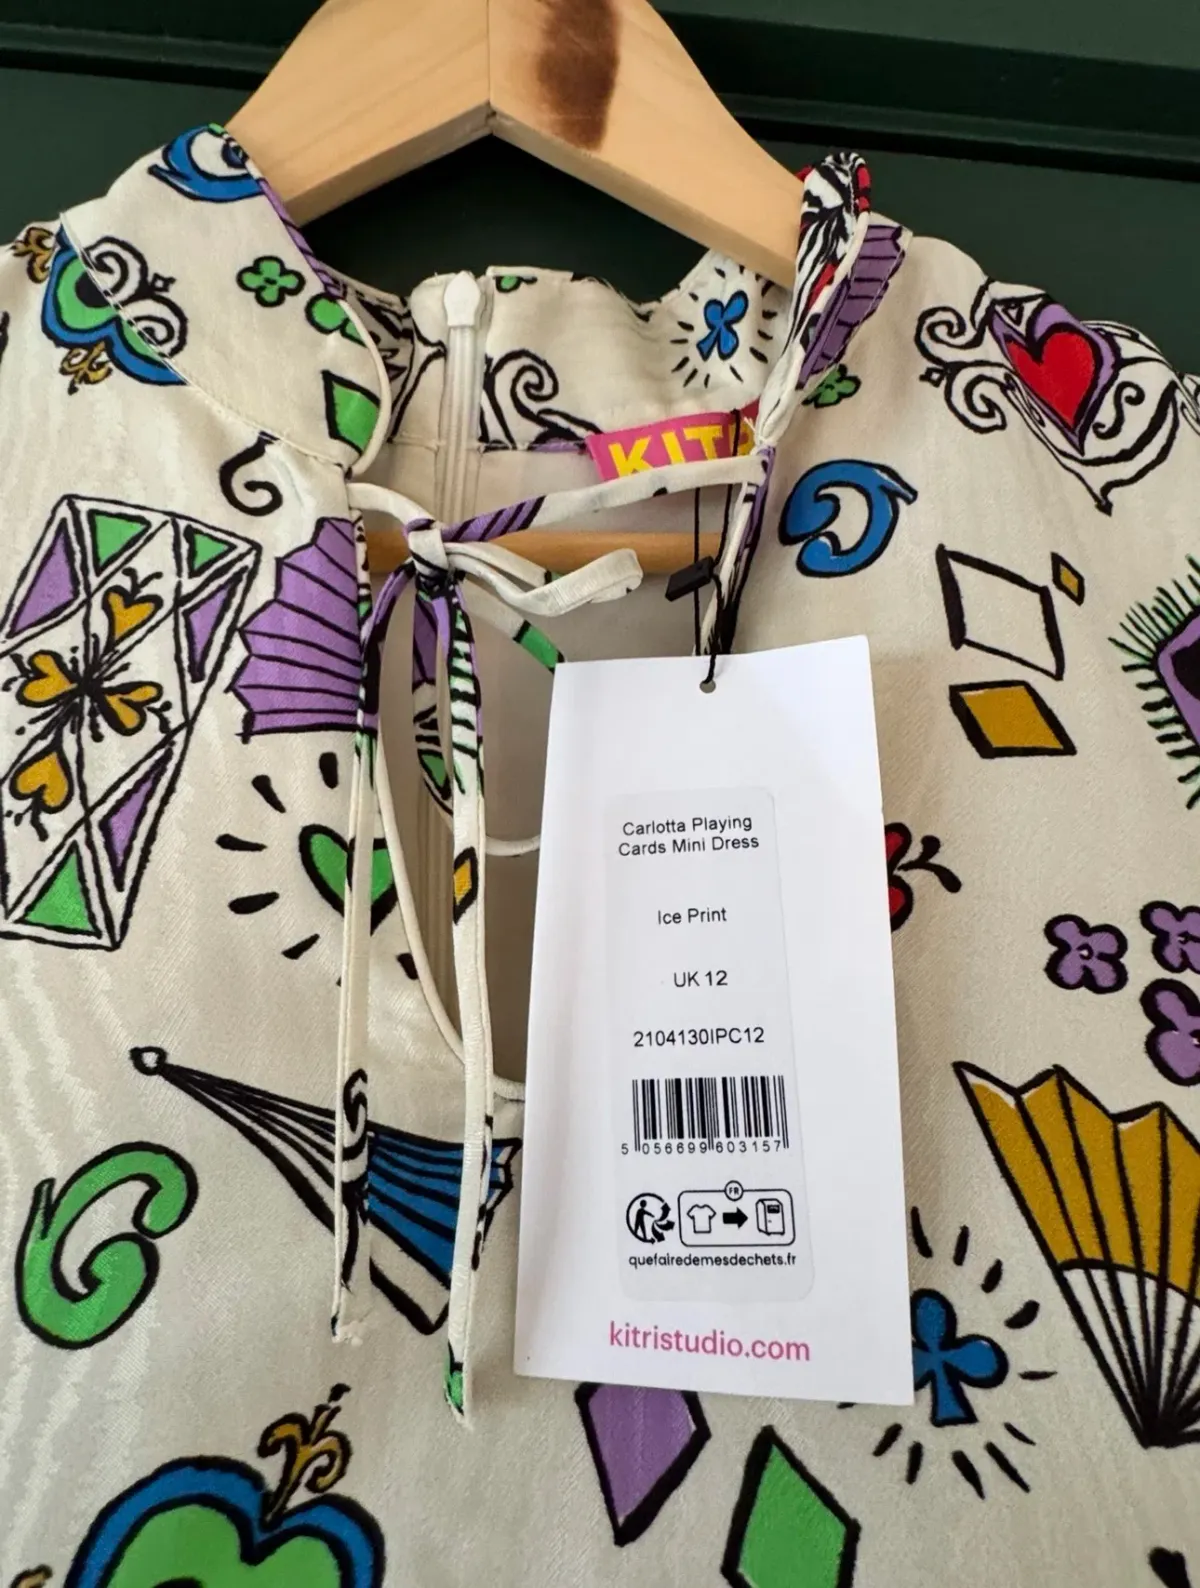 KIT
Carlotta Playing
Cards Mini Dress
Ice Print
UK 12
2104130IPC12
5 056699 603157
FR
quefairedemesdechets.fr
kitristudio.com